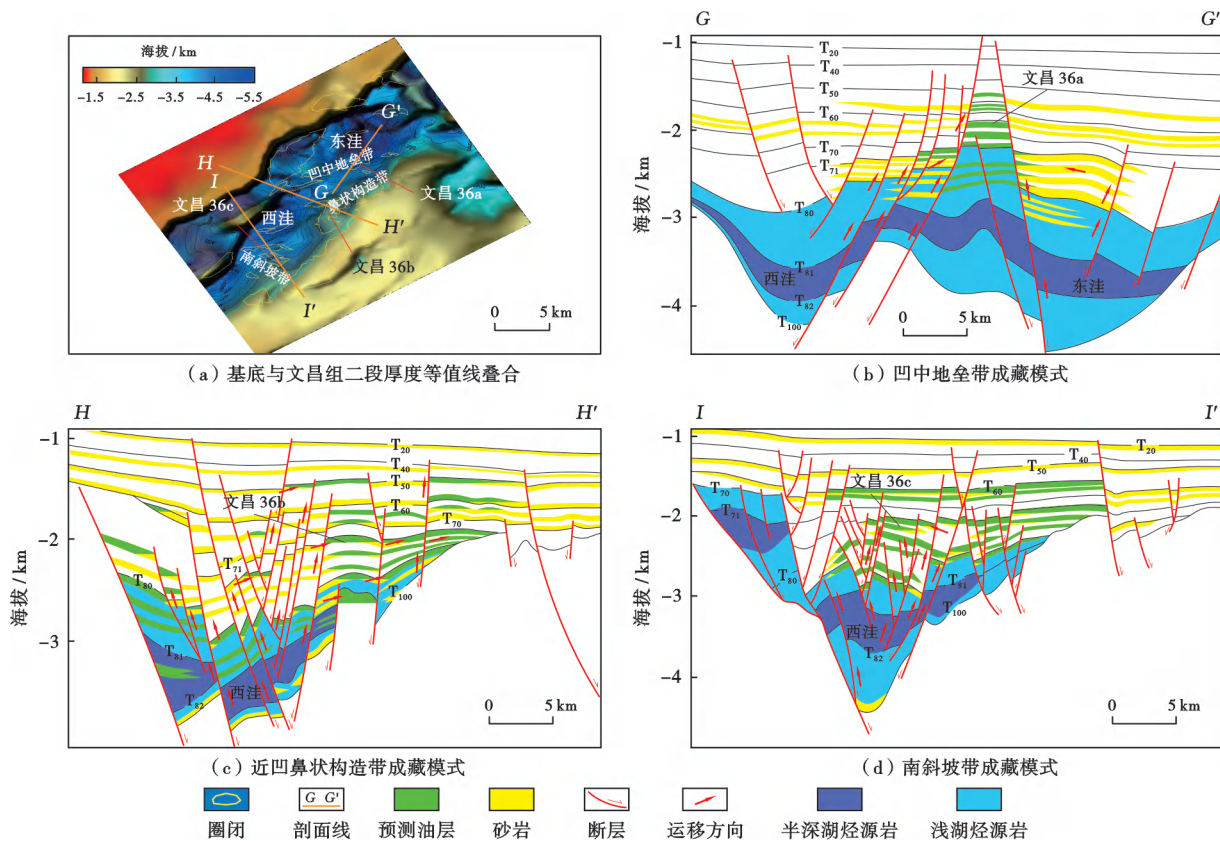 海拔 / km
-1.5 -2.5 -3.5 -4.5 -5.5
G'
东洼
凹中地垒带
H
G
I
鼻状构造带
文昌 36c
西洼
文昌 36a
H'
南斜坡带
文昌 36b
I'
0 5 km
(a) 基底与文昌组二段厚度等值线叠合
G G'
海拔 / km
-1
-2
-3
-4
T20
T40
文昌 36a
T50
T60
T70
T71
T80
T81
西洼
东洼
T82
T100
0 5 km
(b) 凹中地垒带成藏模式
H H'
海拔 / km
-1
-2
-3
T20
T40
T50
文昌 36b
T60
T70
T71
T80
T100
T81
西洼
T82
0 5 km
(c) 近凹鼻状构造带成藏模式
I I'
海拔 / km
-1
-2
-3
-4
T20
T40
T50
T70
文昌 36c
T60
T71
T80
T81
T100
西洼
T82
0 5 km
(d) 南斜坡带成藏模式
G G'
圈闭 剖面线 预测油层 砂岩 断层 运移方向 半深湖烃源岩 浅湖烃源岩